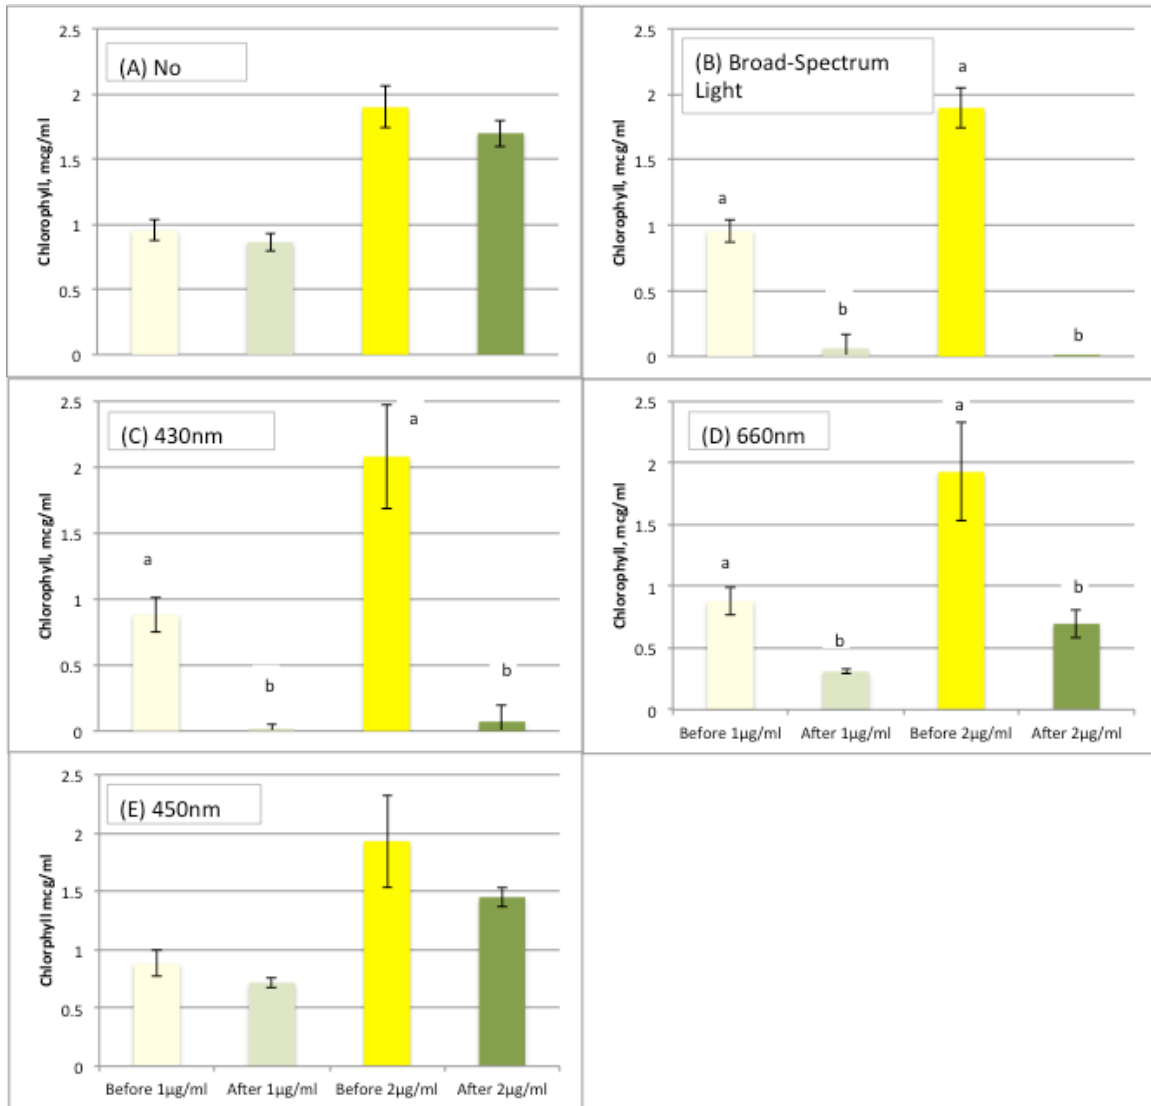 (A) No
Chlorophyll, mcg/ml
2.5
2
1.5
1
0.5
0
(B) Broad-Spectrum
Light
Chlorophyll, mcg/ml
2.5
2
1.5
1
0.5
0
a
b
a
b
(C) 430nm
Chlorophyll, mcg/ml
2.5
2
1.5
1
0.5
0
a
b
a
b
(D) 660nm
Chlorophyll, mcg/ml
2.5
2
1.5
1
0.5
0
a
b
a
b
Before 1µg/ml After 1µg/ml Before 2µg/ml After 2µg/ml
(E) 450nm
Chlorphyll mcg/ml
2.5
2
1.5
1
0.5
0
Before 1µg/ml After 1µg/ml Before 2µg/ml After 2µg/ml